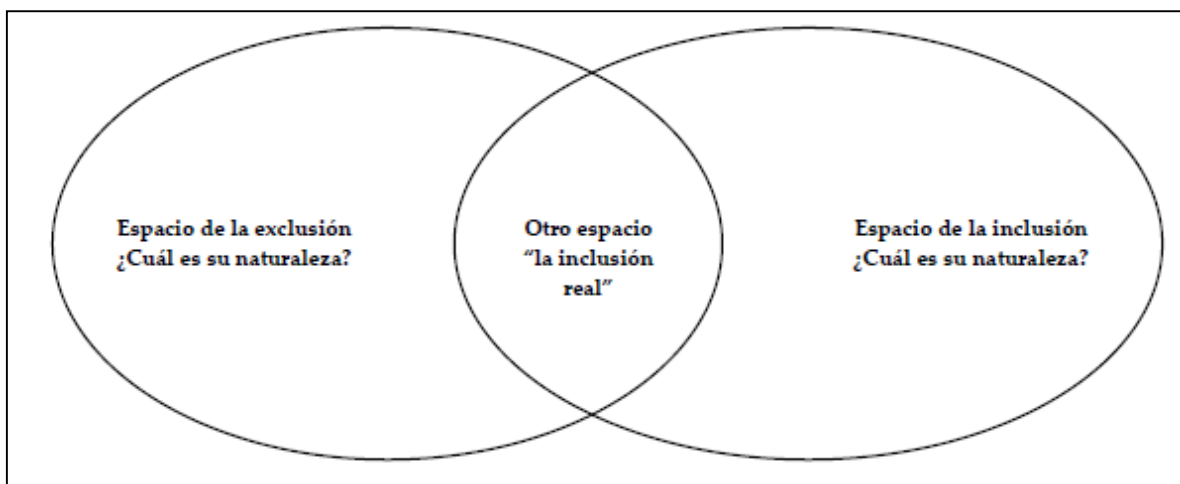 Espacio de la exclusión
¿Cuál es su naturaleza?
Otro espacio
“la inclusión
real”
Espacio de la inclusión
¿Cuál es su naturaleza?